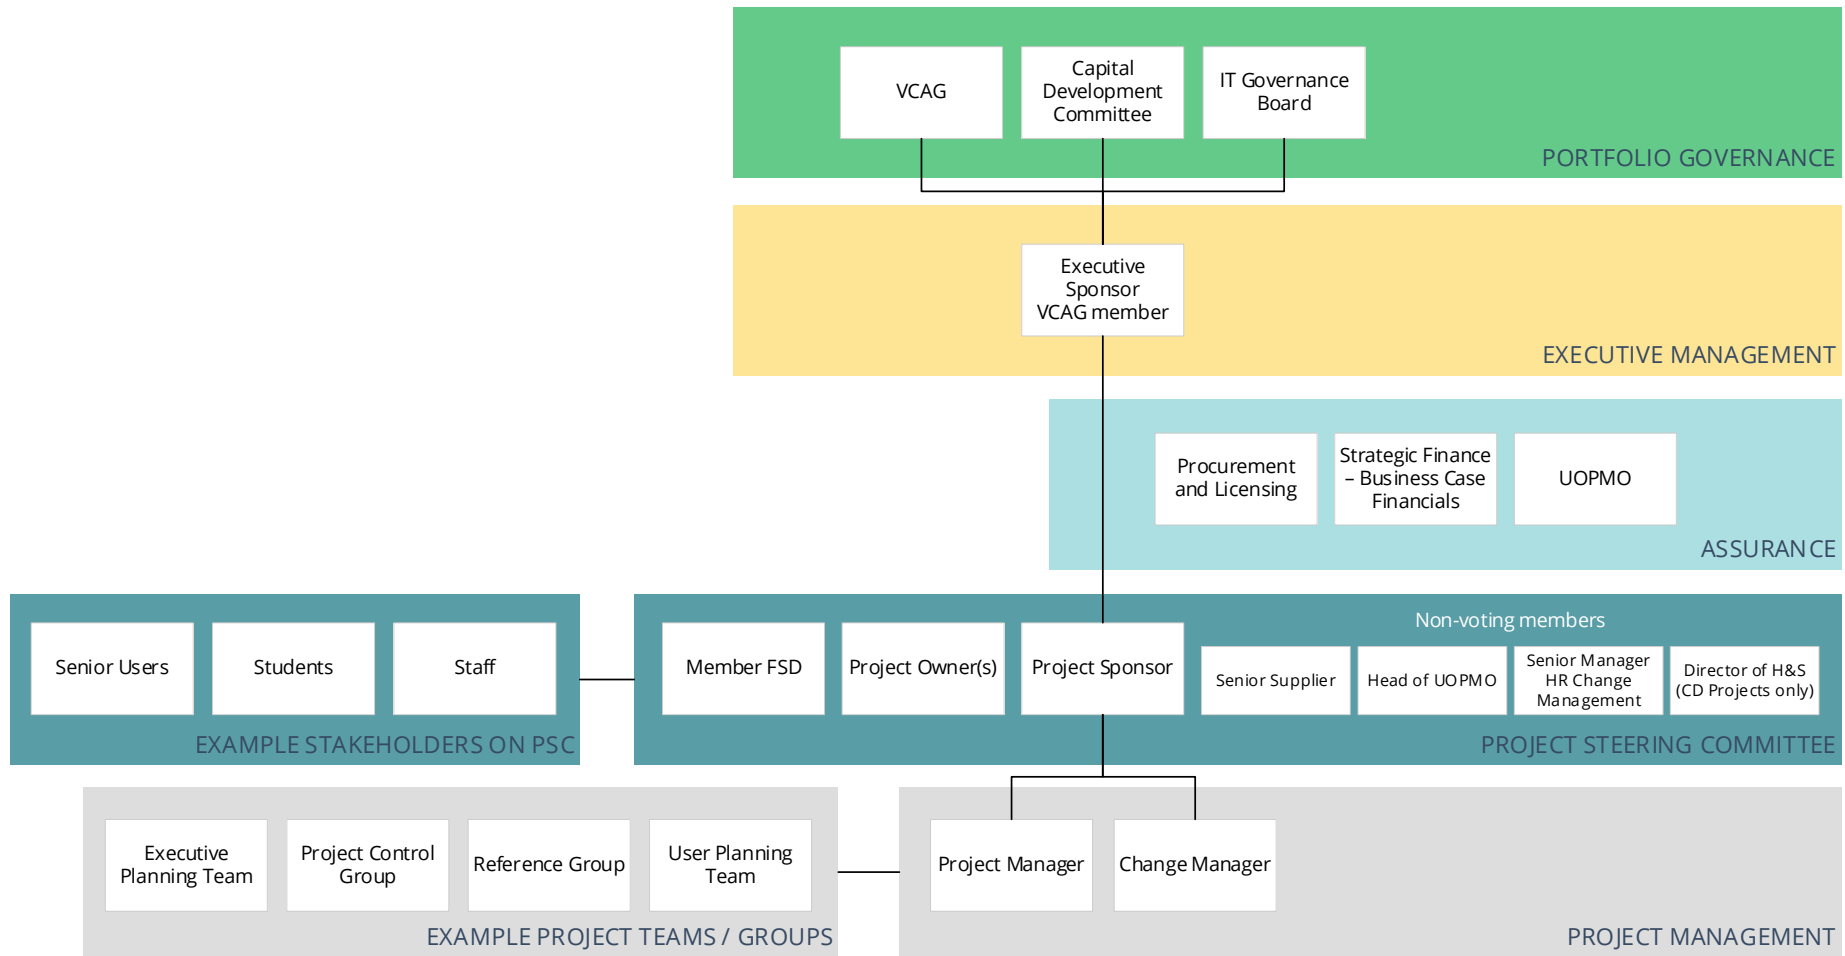 VCAG
Capital
Development
Committee
IT Governance
Board
PORTFOLIO GOVERNANCE
Executive
Sponsor
VCAG member
EXECUTIVE MANAGEMENT
Procurement
and Licensing
Strategic Finance
– Business Case
Financials
UOPMO
ASSURANCE
Senior Users
Students
Staff
EXAMPLE STAKEHOLDERS ON PSC
Member FSD
Project Owner(s)
Project Sponsor
Non-voting members
Senior Supplier
Head of UOPMO
Senior Manager
HR Change
Management
Director of H&S
(CD Projects only)
PROJECT STEERING COMMITTEE
Executive
Planning Team
Project Control
Group
Reference Group
User Planning
Team
EXAMPLE PROJECT TEAMS / GROUPS
Project Manager
Change Manager
PROJECT MANAGEMENT